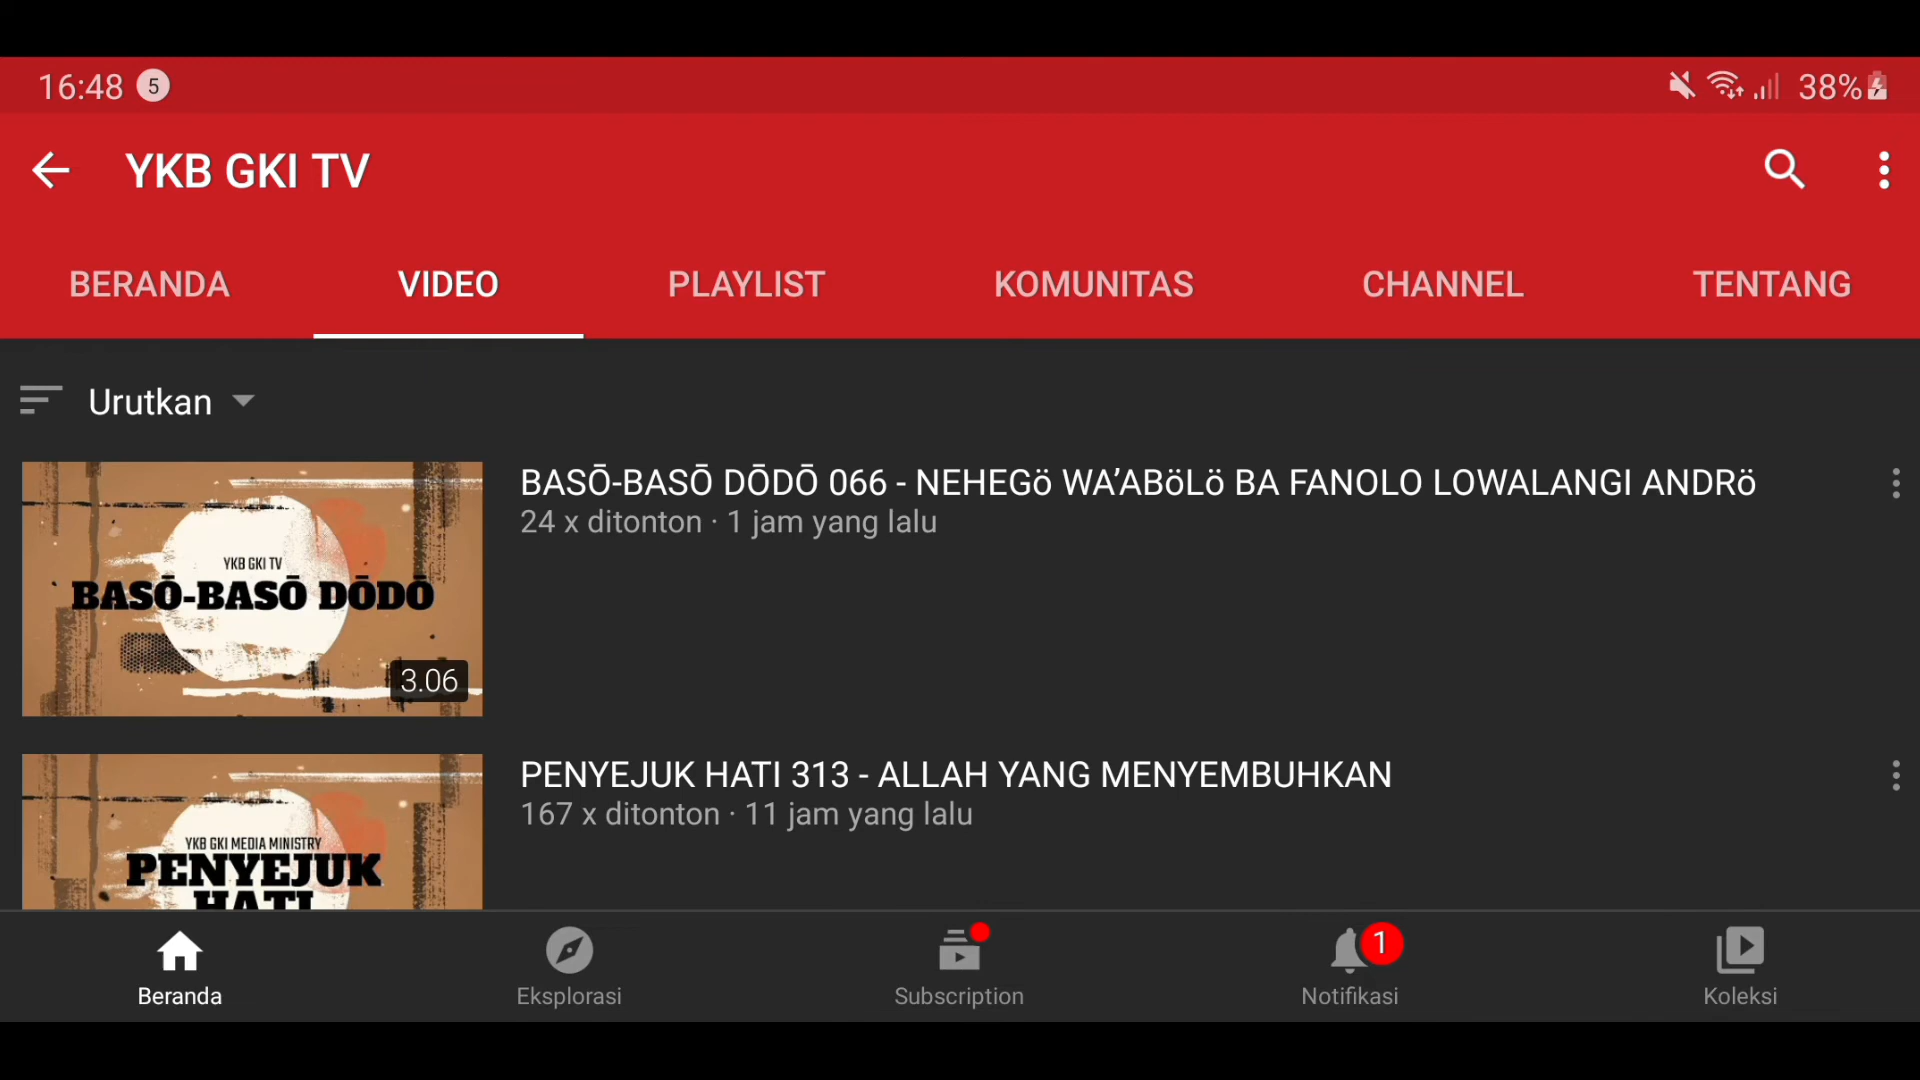 16:48 5 38%
YKB GKI TV
BERANDA VIDEO PLAYLIST KOMUNITAS CHANNEL TENTANG
Urutkan
BASŌ-BASŌ DŌDŌ 066 - NEHEGö WA’ABöLö BA FANOLO LOWALANGI ANDRö
24 x ditonton · 1 jam yang lalu
YKB GKI TV
BASŌ-BASŌ DŌDŌ
3.06
PENYEJUK HATI 313 - ALLAH YANG MENYEMBUHKAN
167 x ditonton · 11 jam yang lalu
YKB GKI MEDIA MINISTRY
PENYEJUK
HATI
1
Beranda Eksplorasi Subscription Notifikasi Koleksi